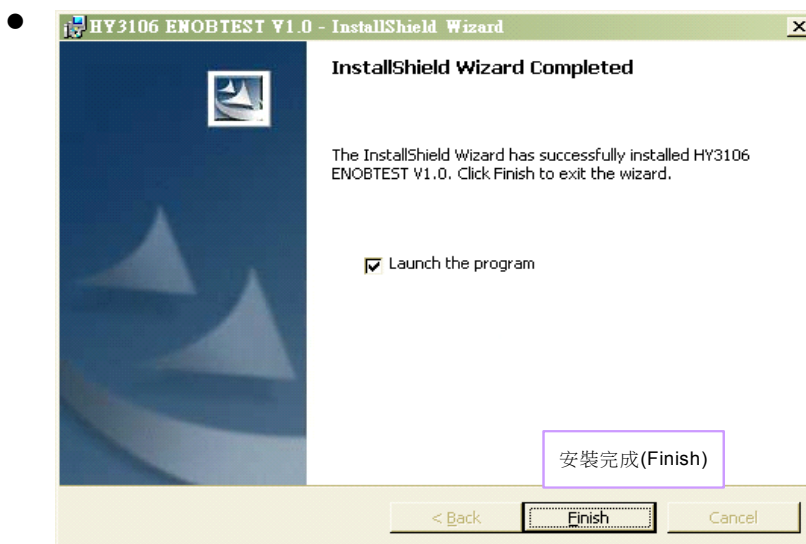 HY3106 ENOBTEST V1.0 - InstallShield Wizard
InstallShield Wizard Completed
The InstallShield Wizard has successfully installed HY3106
ENOBTEST V1.0. Click Finish to exit the wizard.
Launch the program
安裝完成(Finish)
< Back Finish Cancel